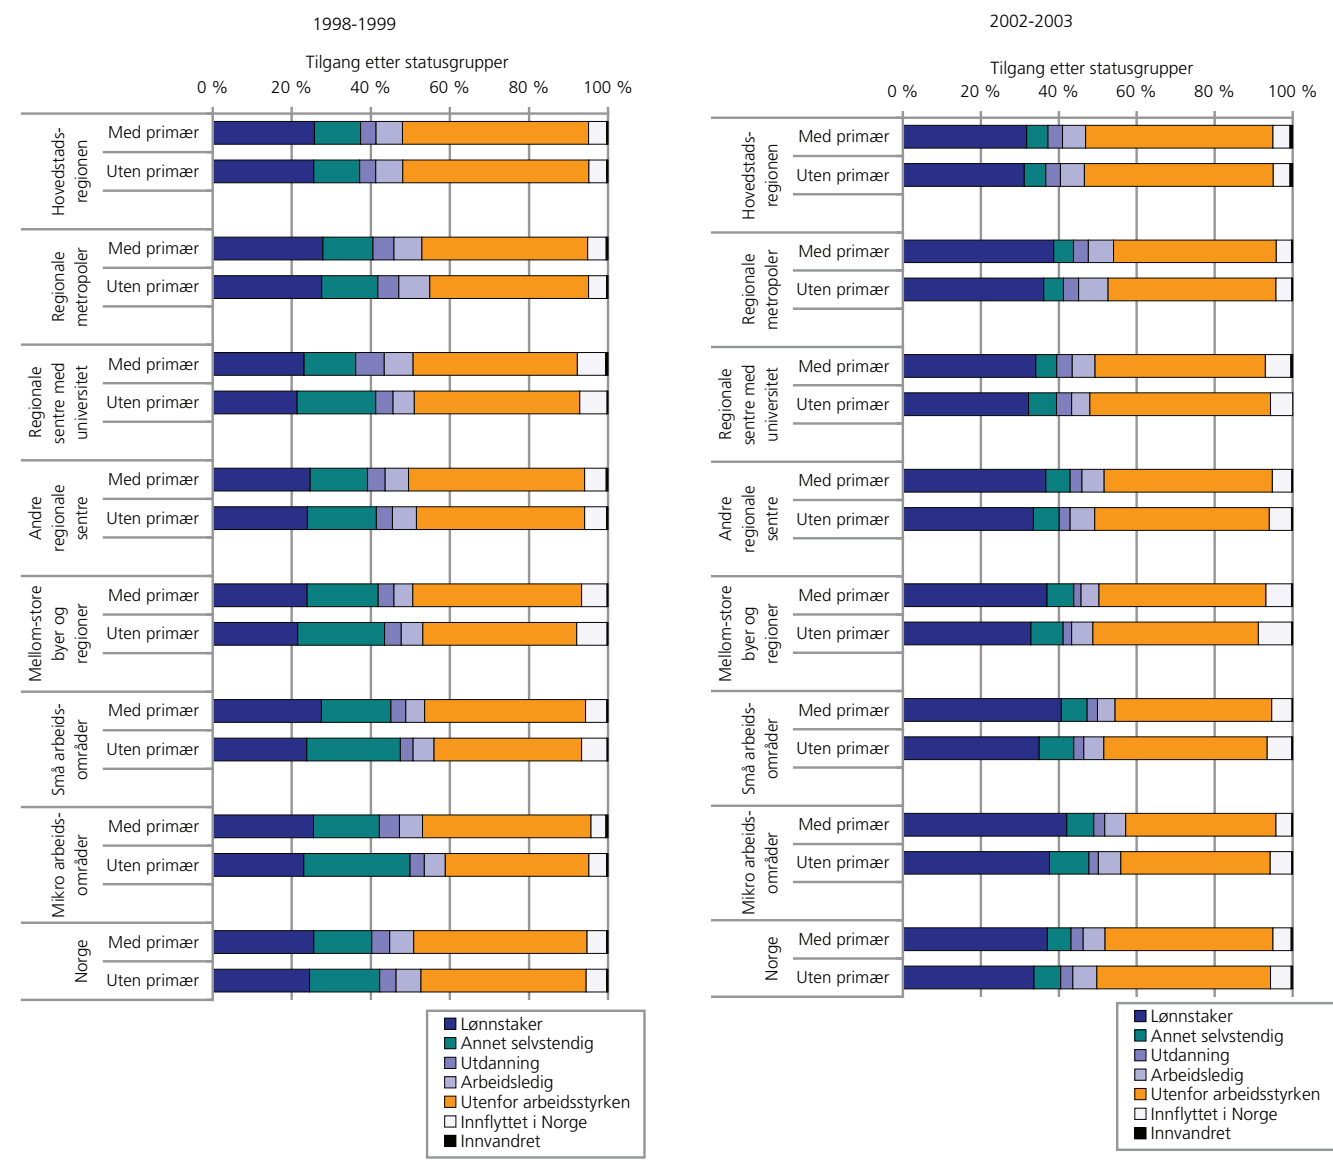 1998-1999
Tilgang etter statusgrupper
0 % 20 % 40 % 60 % 80 % 100 %
Hovedstads-
regionen
Med primær
Uten primær
Regionale
metropoler
Med primær
Uten primær
Regionale
sentre med
universitet
Med primær
Uten primær
Andre
regionale
sentre
Med primær
Uten primær
Mellom-store
byer og
regioner
Med primær
Uten primær
Små arbeids-
områder
Med primær
Uten primær
Mikro arbeids-
områder
Med primær
Uten primær
Norge
Med primær
Uten primær
Lønnstaker
Annet selvstendig
Utdanning
Arbeidsledig
Utenfor arbeidsstyrken
Innflyttet i Norge
Innvandret
2002-2003
Tilgang etter statusgrupper
0 % 20 % 40 % 60 % 80 % 100 %
Hovedstads-
regionen
Med primær
Uten primær
Regionale
metropoler
Med primær
Uten primær
Regionale
sentre med
universitet
Med primær
Uten primær
Andre
regionale
sentre
Med primær
Uten primær
Mellom-store
byer og
regioner
Med primær
Uten primær
Små arbeids-
områder
Med primær
Uten primær
Mikro arbeids-
områder
Med primær
Uten primær
Norge
Med primær
Uten primær
Lønnstaker
Annet selvstendig
Utdanning
Arbeidsledig
Utenfor arbeidsstyrken
Innflyttet i Norge
Innvandret